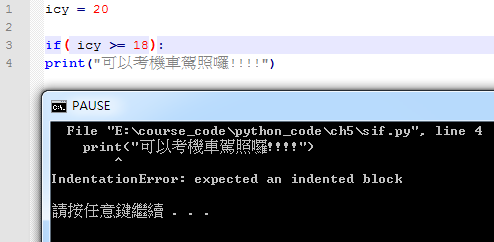 1 icy = 20
2
3 if( icy >= 18):
4 print("可以考機車駕照囉!!!!")
C:\. PAUSE
File "E:\course_code\python_code\ch5\sif.py", line 4
print("可以考機車駕照囉!!!!")
^
IndentationError: expected an indented block
請按任意鍵繼續 . . .